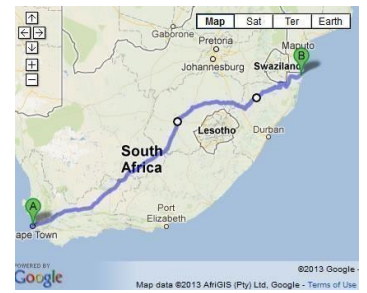 Map Sat Ter Earth
Gaborone
Pretoria
Maputo
Johannesburg
Swaziland
B
Lesotho
Durban
South
Africa
A
Port
Elizabeth
ape Town
POWERED BY
Google
©2013 Google -
Map data ©2013 AfriGIS (Pty) Ltd, Google - Terms of Use